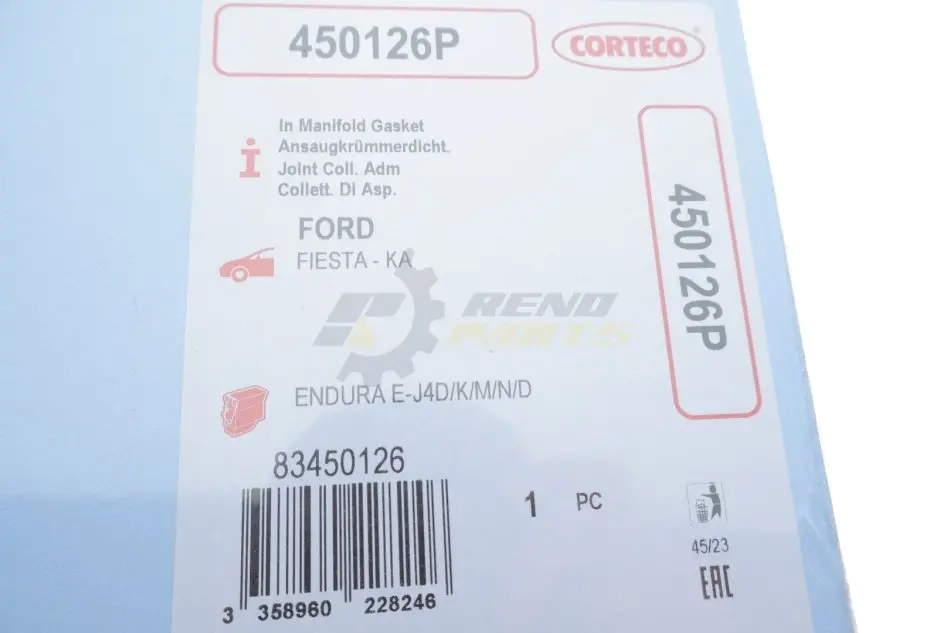 450126P
CORTECO
In Manifold Gasket
Ansaugkrümmerdicht.
Joint Coll. Adm
Collett. Di Asp.
FORD
FIESTA - KA
450126P
RENO
PARTS
ENDURA E-J4D/K/M/N/D
83450126
1 PC
45/23
EAC
3 358960 228246